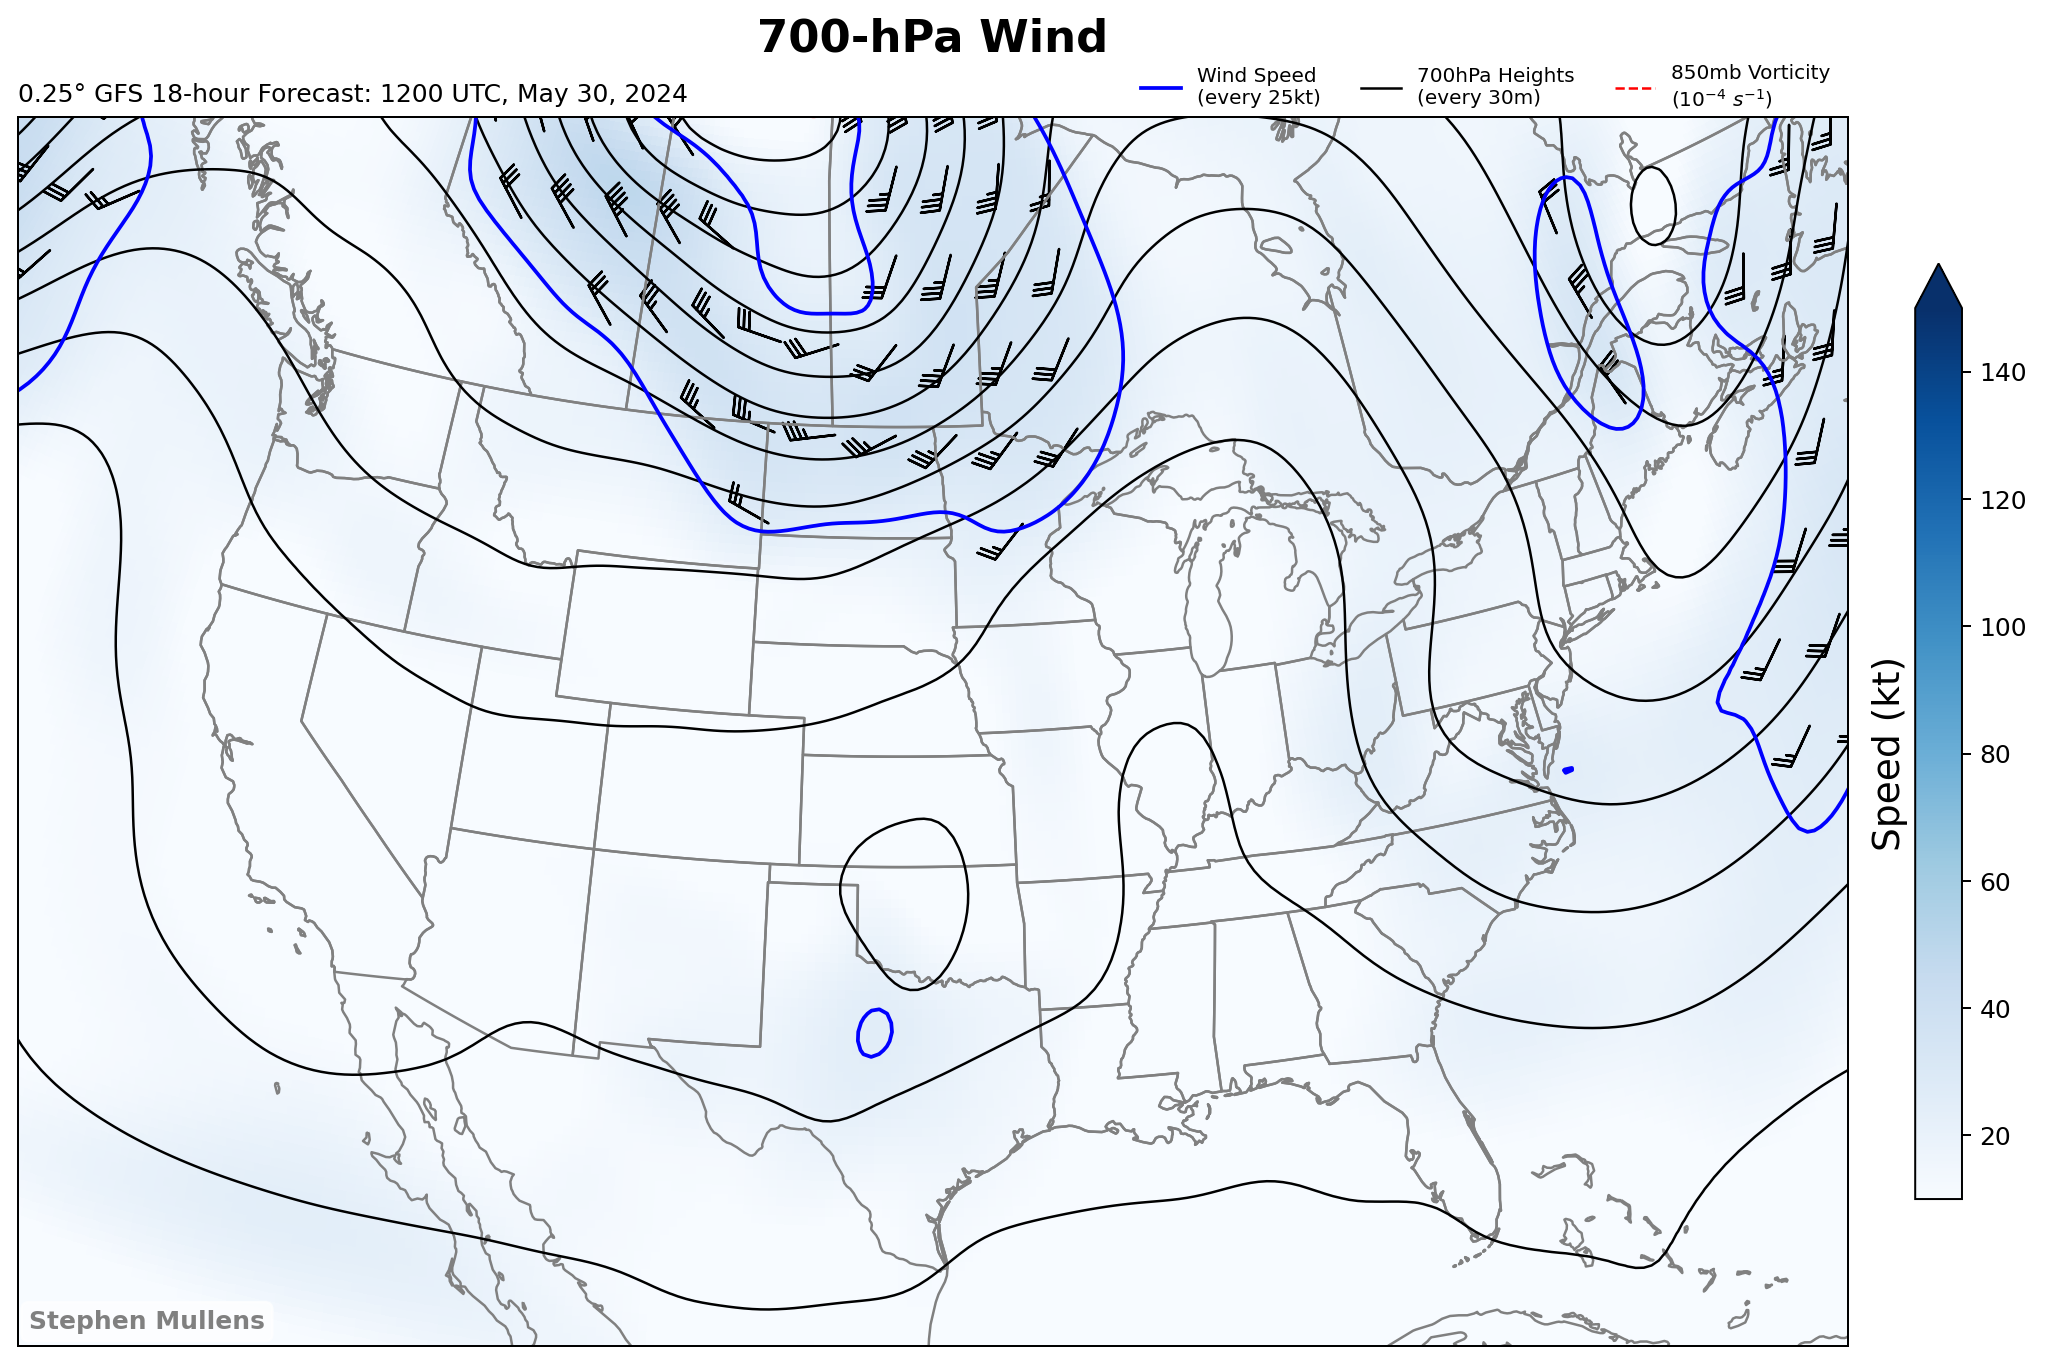 700-hPa Wind
0.25° GFS 18-hour Forecast: 1200 UTC, May 30, 2024
Wind Speed
(every 25kt)
700hPa Heights
(every 30m)
850mb Vorticity
(10⁻⁴ s⁻¹)
140
120
100
80
60
40
20
Speed (kt)
Stephen Mullens